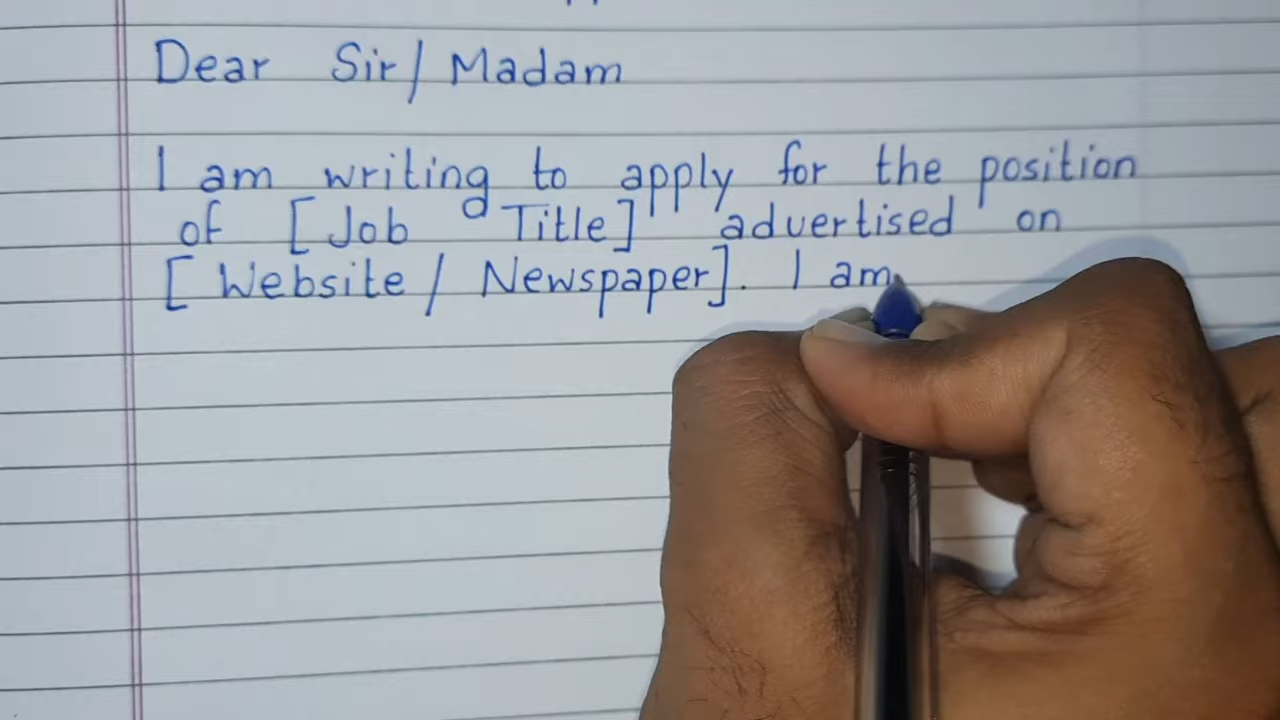 Dear Sir/Madam
I am writing to apply for the position
of [Job Title] advertised on
[Website / Newspaper]. I am